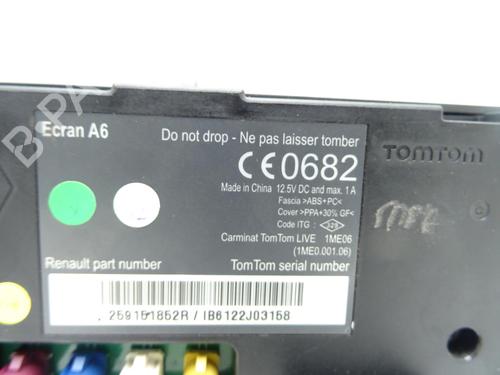 Ecran A6
Do not drop - Ne pas laisser tomber
CE0682
Made in China 12.5V DC and max. 1 A
Fascia >ABS+PC<
Cover >PPA+30% GF<
Code ITG :
Carminat TomTom LIVE 1ME06
(1ME0.001.06)
Renault part number
TomTom serial number
259151852R / IB6122J03158
TOMTOM
B-PARTS